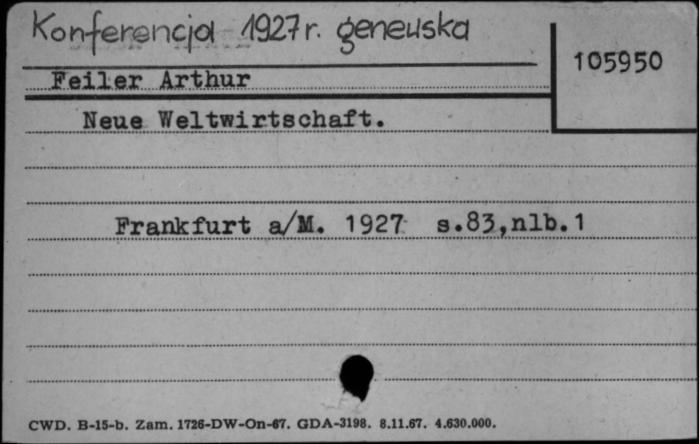 Konferencja 1927 r. genewska
105950
Feiler Arthur
Neue Weltwirtschaft.
Frankfurt a/M. 1927 s.83,nlb.1
CWD. B-15-b. Zam. 1726-DW-On-67. GDA-3198. 8.11.67. 4.630.000.